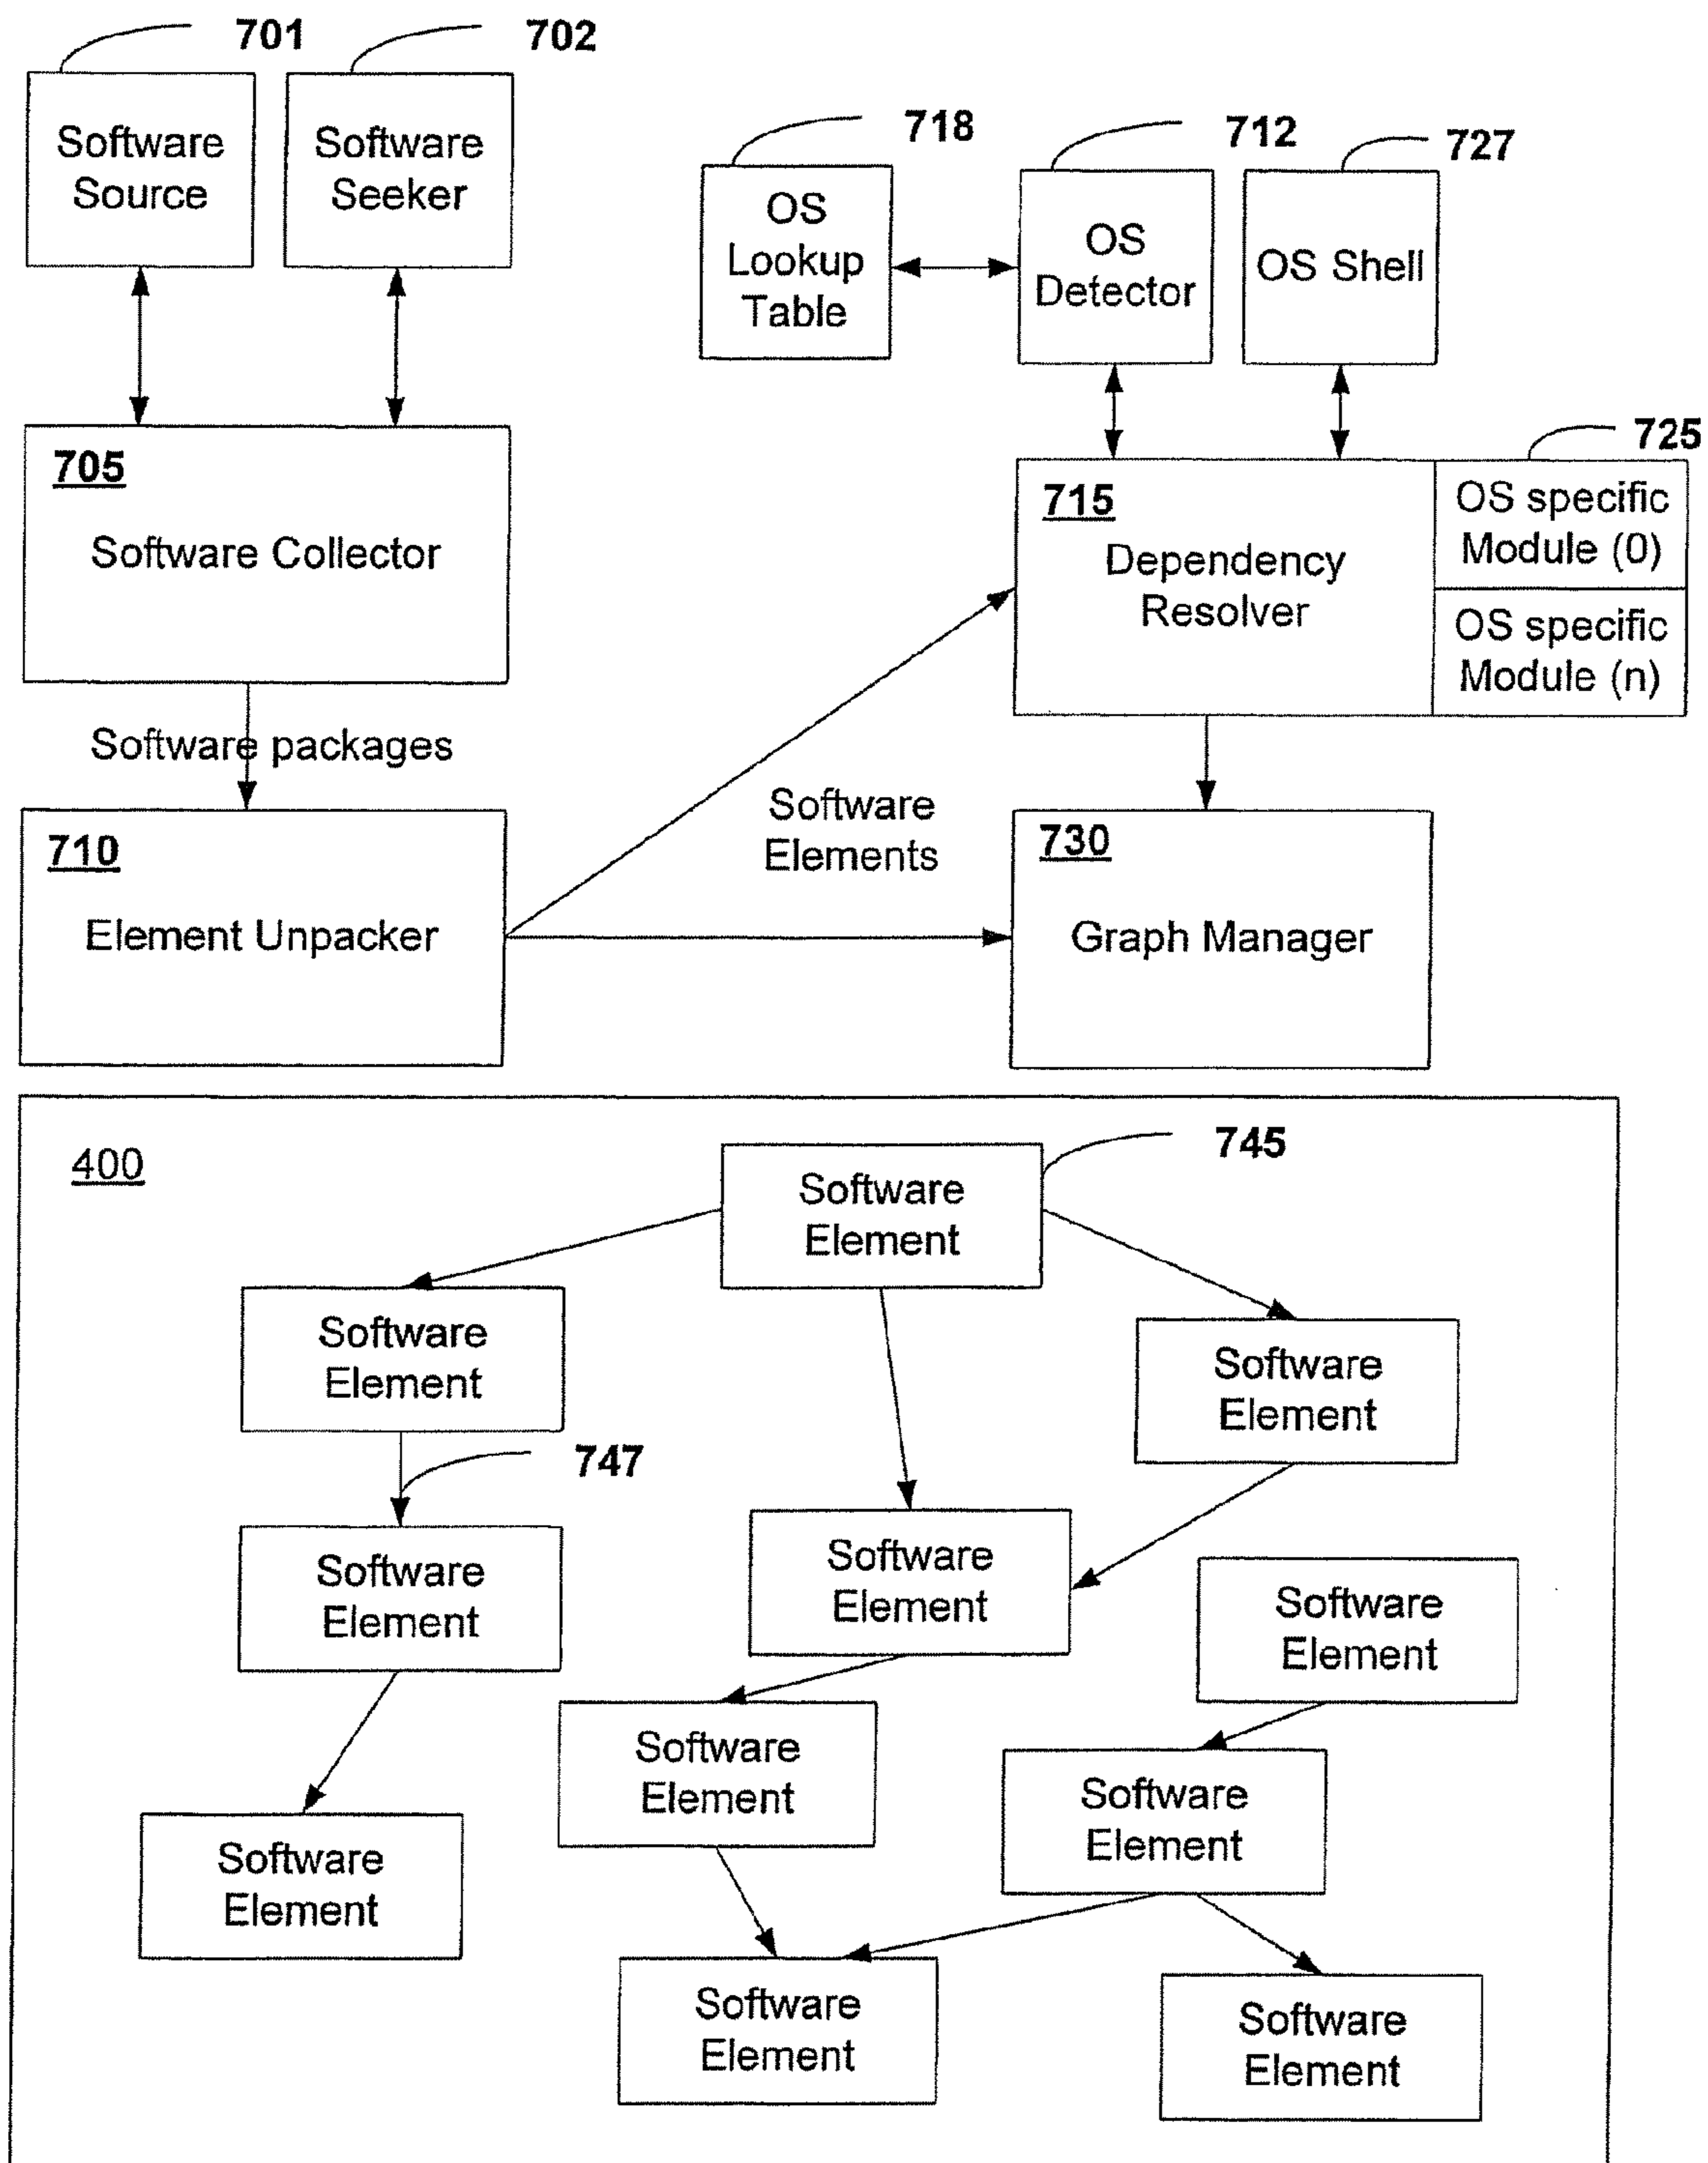 701
702
Software
Source
Software
Seeker
718
712
727
OS
Lookup
Table
OS
Detector
OS Shell
705
Software Collector
725
715
Dependency
Resolver
OS specific
Module (0)
OS specific
Module (n)
Software packages
Software
Elements
710
Element Unpacker
730
Graph Manager
400
745
Software
Element
Software
Element
Software
Element
747
Software
Element
Software
Element
Software
Element
Software
Element
Software
Element
Software
Element
Software
Element
Software
Element